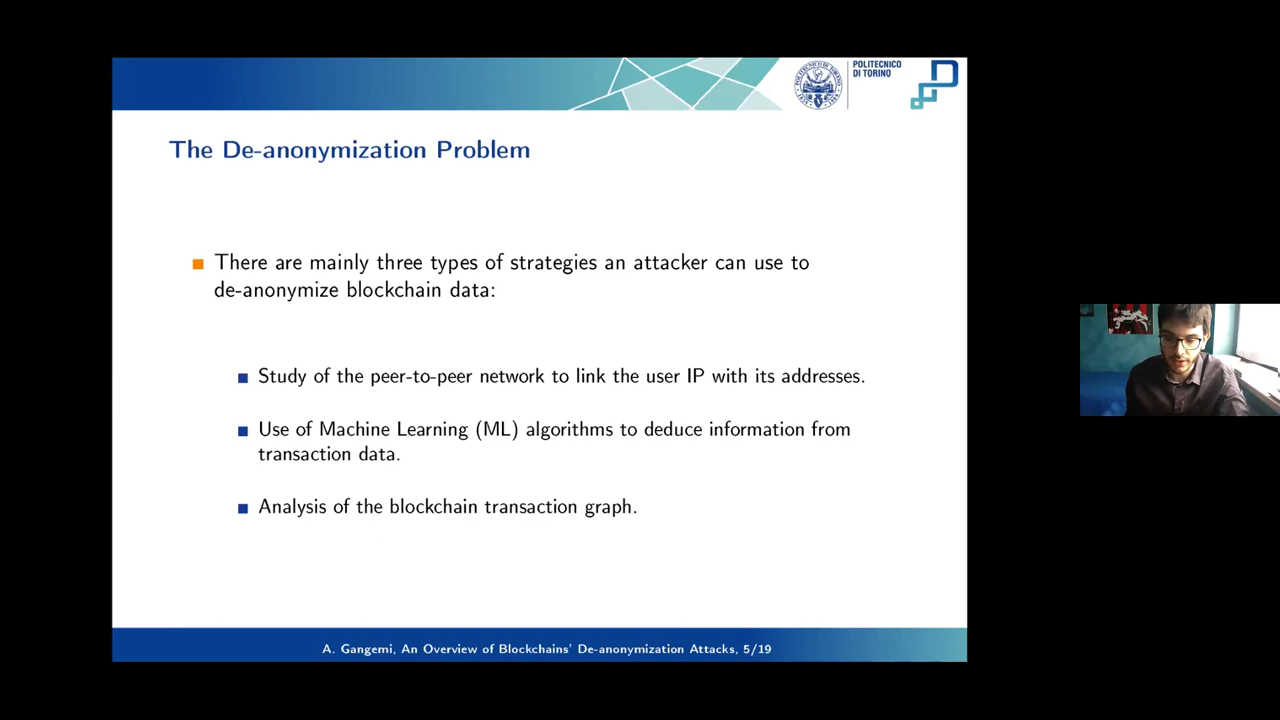 POLITECNICO
DI TORINO
The De-anonymization Problem
There are mainly three types of strategies an attacker can use to
de-anonymize blockchain data:
Study of the peer-to-peer network to link the user IP with its addresses.
Use of Machine Learning (ML) algorithms to deduce information from
transaction data.
Analysis of the blockchain transaction graph.
A. Gangemi, An Overview of Blockchains' De-anonymization Attacks, 5/19